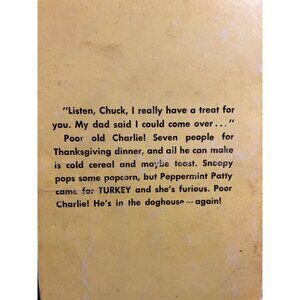 "Listen, Chuck, I really have a treat for
you. My dad said I could come over . . ."
Poor old Charlie! Seven people for
Thanksgiving dinner, and all he can make
is cold cereal and maybe toast. Snoopy
pops some popcorn, but Peppermint Patty
came for TURKEY and she's furious. Poor
Charlie! He's in the doghouse—again!